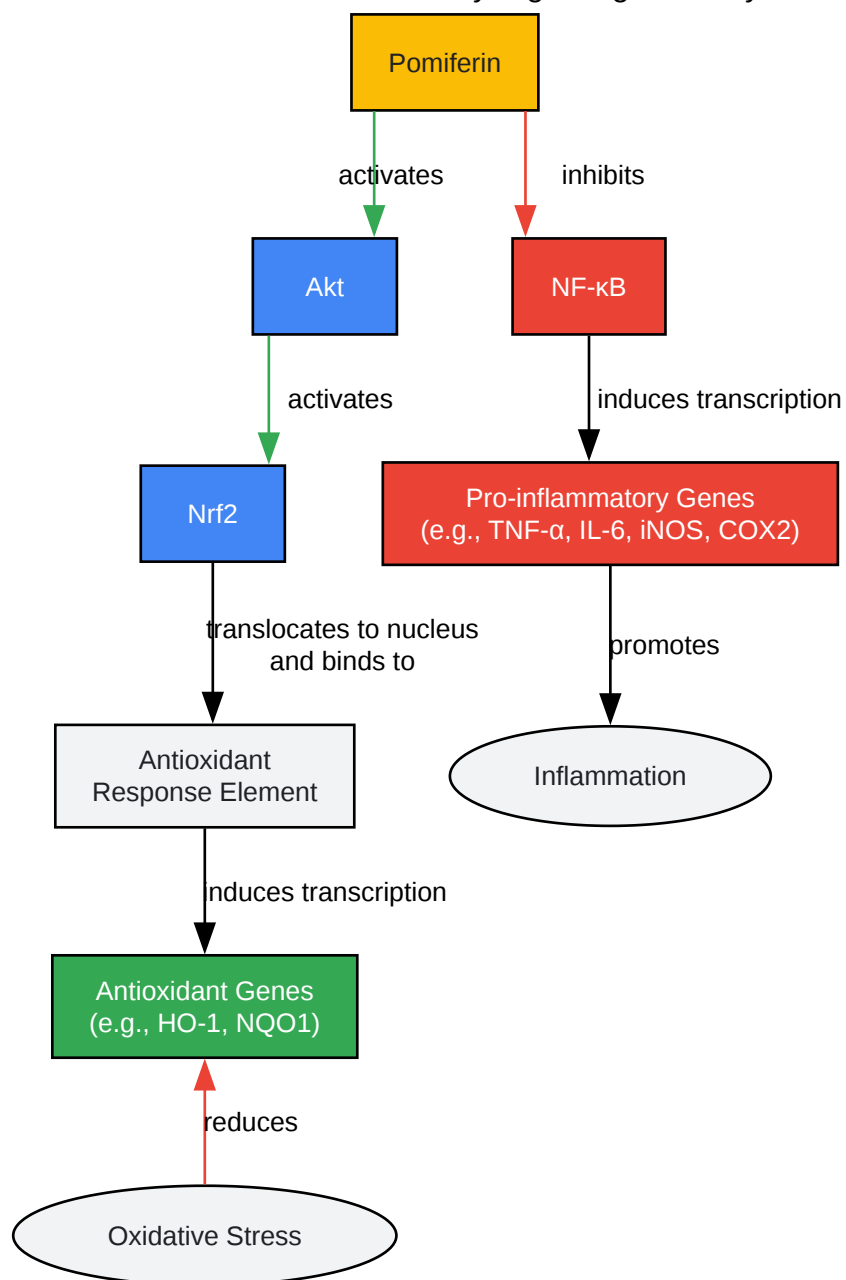 Pomiferin
activates
inhibits
Akt
NF-κB
activates
induces transcription
Nrf2
Pro-inflammatory Genes
(e.g., TNF-α, IL-6, iNOS, COX2)
translocates to nucleus
and binds to
promotes
Antioxidant
Response Element
Inflammation
induces transcription
Antioxidant Genes
(e.g., HO-1, NQO1)
reduces
Oxidative Stress